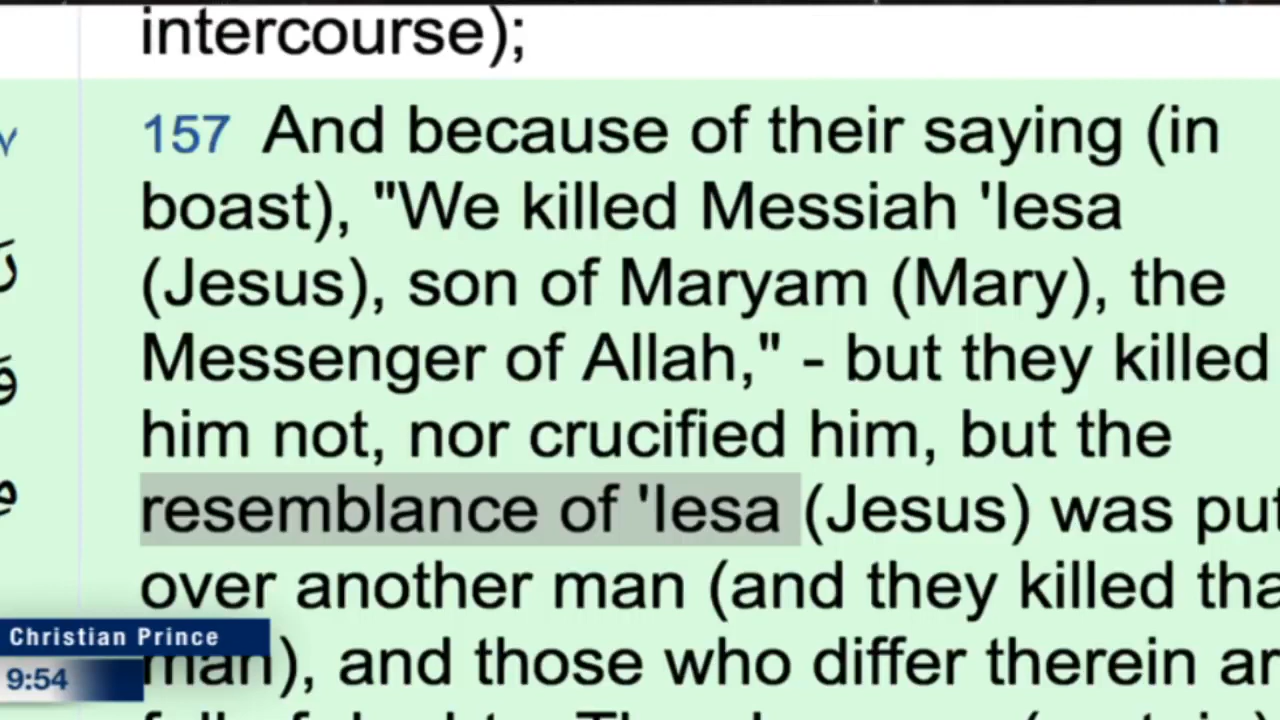 intercourse);
157 And because of their saying (in
boast), "We killed Messiah 'Iesa
(Jesus), son of Maryam (Mary), the
Messenger of Allah," - but they killed
him not, nor crucified him, but the
resemblance of 'Iesa (Jesus) was put
over another man (and they killed tha
man), and those who differ therein ar
Christian Prince
9:54